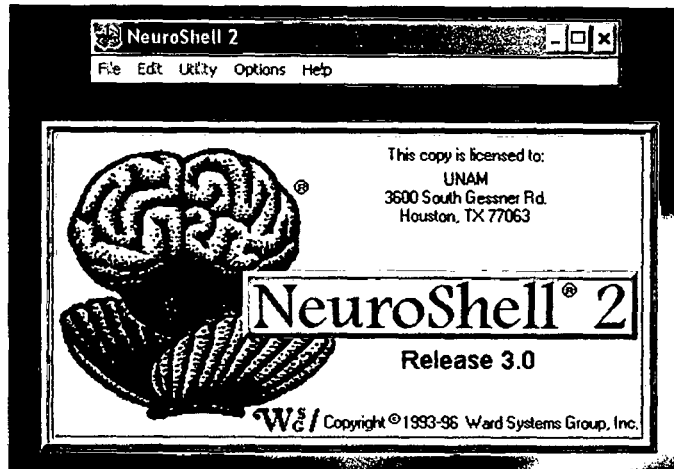 NeuroShell 2
File Edit Utility Options Help
This copy is licensed to:
UNAM
3600 South Gessner Rd.
Houston, TX 77063
®
NeuroShell® 2
Release 3.0
Copyright © 1993-96 Ward Systems Group, Inc.